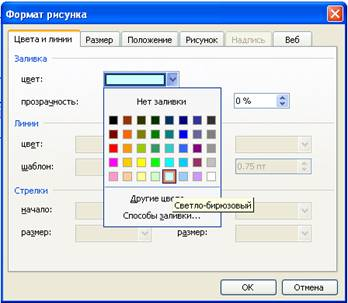 Формат рисунка
Цвета и линии Размер Положение Рисунок Надпись Веб
Заливка
цвет:
Нет заливки
прозрачность: 0 %
Линии
цвет:
шаблон: 0.75 пт
Другие цвета
Светло-бирюзовый
Способы заливки...
Стрелки
начало:
размер: размер:
ОК Отмена